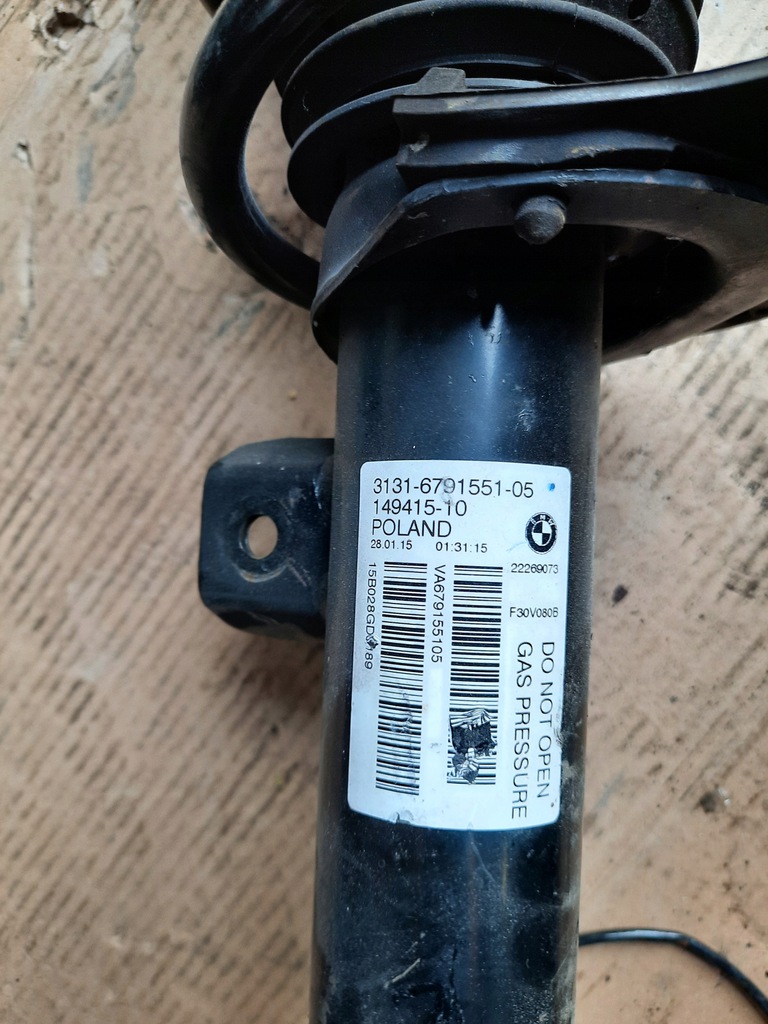 3131-6791551-05
149415-10
POLAND
28.01.15 01:31:15
BMW
22269073
F30V080B
VA679155105
DO NOT OPEN
GAS PRESSURE